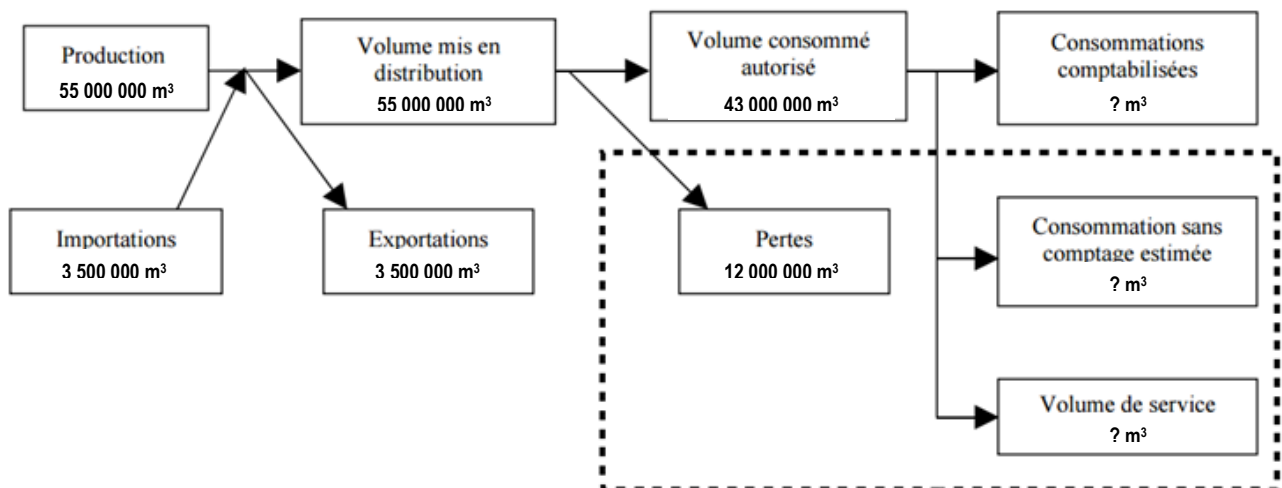 Production
55 000 000 m³
Volume mis en
distribution
55 000 000 m³
Volume consommé
autorisé
43 000 000 m³
Consommations
comptabilisées
? m³
Importations
3 500 000 m³
Exportations
3 500 000 m³
Pertes
12 000 000 m³
Consommation sans
comptage estimée
? m³
Volume de service
? m³